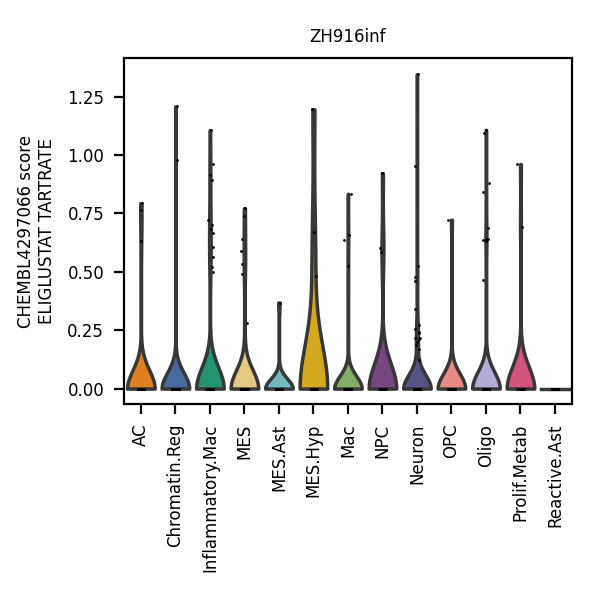 ZH916inf
CHEMBL4297066 score
ELIGLUSTAT TARTRATE
1.25
1.00
0.75
0.50
0.25
0.00
AC
Chromatin.Reg
Inflammatory.Mac
MES
MES.Ast
MES.Hyp
Mac
NPC
Neuron
OPC
Oligo
Prolif.Metab
Reactive.Ast